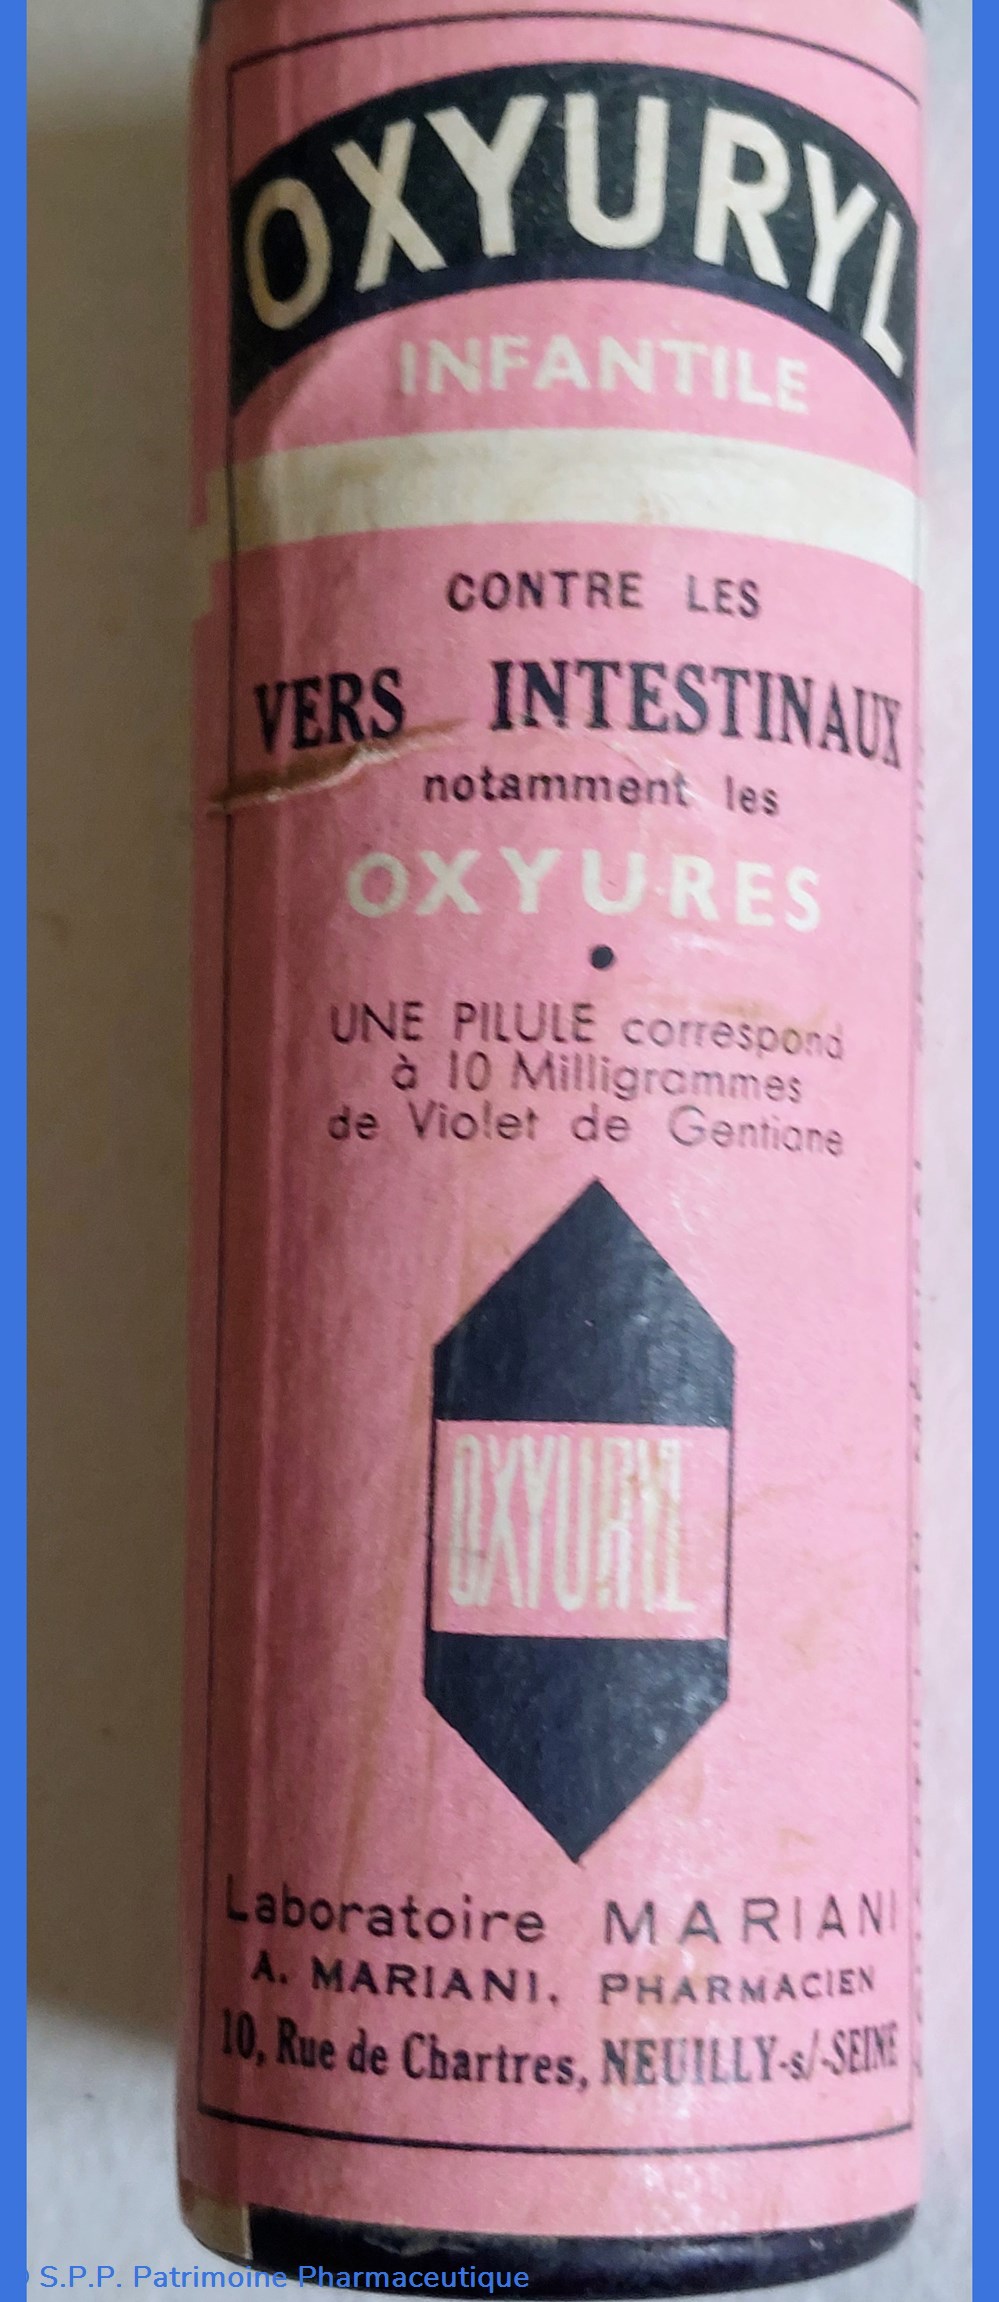 OXYURYL
INFANTILE
CONTRE LES
VERS INTESTINAUX
notamment les
OXYURES
•
UNE PILULE correspond
à 10 Milligrammes
de Violet de Gentiane
OXYURYL
Laboratoire MARIANI
A. MARIANI, PHARMACIEN
10, Rue de Chartres, NEUILLY-s/-SEINE
S.P.P. Patrimoine Pharmaceutique